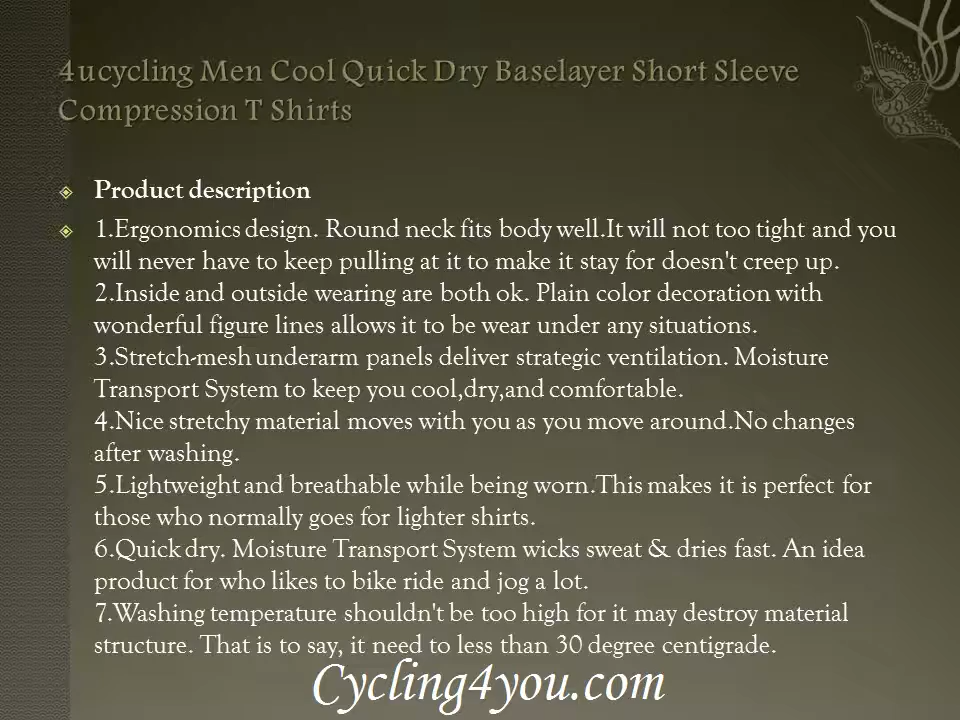 4ucycling Men Cool Quick Dry Baselayer Short Sleeve
Compression T Shirts
Product description
1.Ergonomics design. Round neck fits body well.It will not too tight and you
will never have to keep pulling at it to make it stay for doesn't creep up.
2.Inside and outside wearing are both ok. Plain color decoration with
wonderful figure lines allows it to be wear under any situations.
3.Stretch-mesh underarm panels deliver strategic ventilation. Moisture
Transport System to keep you cool,dry,and comfortable.
4.Nice stretchy material moves with you as you move around.No changes
after washing.
5.Lightweight and breathable while being worn.This makes it is perfect for
those who normally goes for lighter shirts.
6.Quick dry. Moisture Transport System wicks sweat & dries fast. An idea
product for who likes to bike ride and jog a lot.
7.Washing temperature shouldn't be too high for it may destroy material
structure. That is to say, it need to less than 30 degree centigrade.
Cycling4you.com